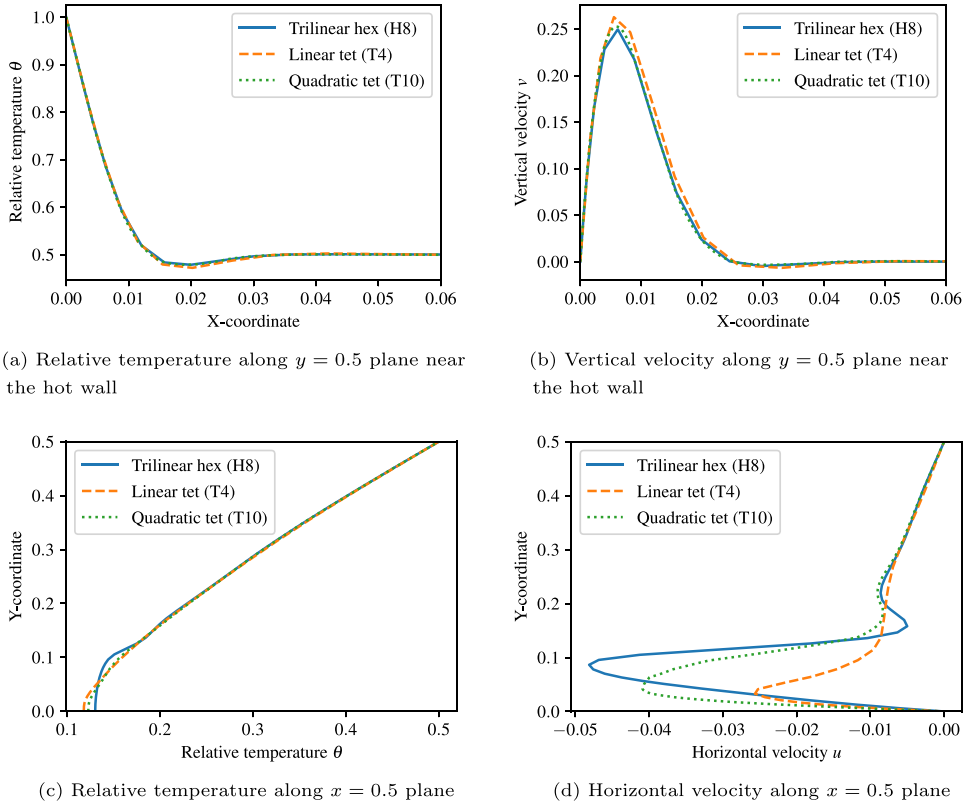 1.0
0.9
0.8
0.7
0.6
0.5
Relative temperature θ
Trilinear hex (H8)
Linear tet (T4)
Quadratic tet (T10)
0.00 0.01 0.02 0.03 0.04 0.05 0.06
X-coordinate
(a) Relative temperature along y = 0.5 plane near
the hot wall
0.25
0.20
0.15
0.10
0.05
0.00
Vertical velocity v
Trilinear hex (H8)
Linear tet (T4)
Quadratic tet (T10)
0.00 0.01 0.02 0.03 0.04 0.05 0.06
X-coordinate
(b) Vertical velocity along y = 0.5 plane near
the hot wall
0.5
0.4
0.3
0.2
0.1
0.0
Y-coordinate
Trilinear hex (H8)
Linear tet (T4)
Quadratic tet (T10)
0.1 0.2 0.3 0.4 0.5
Relative temperature θ
(c) Relative temperature along x = 0.5 plane
0.5
0.4
0.3
0.2
0.1
0.0
Y-coordinate
Trilinear hex (H8)
Linear tet (T4)
Quadratic tet (T10)
−0.05 −0.04 −0.03 −0.02 −0.01 0.00
Horizontal velocity u
(d) Horizontal velocity along x = 0.5 plane